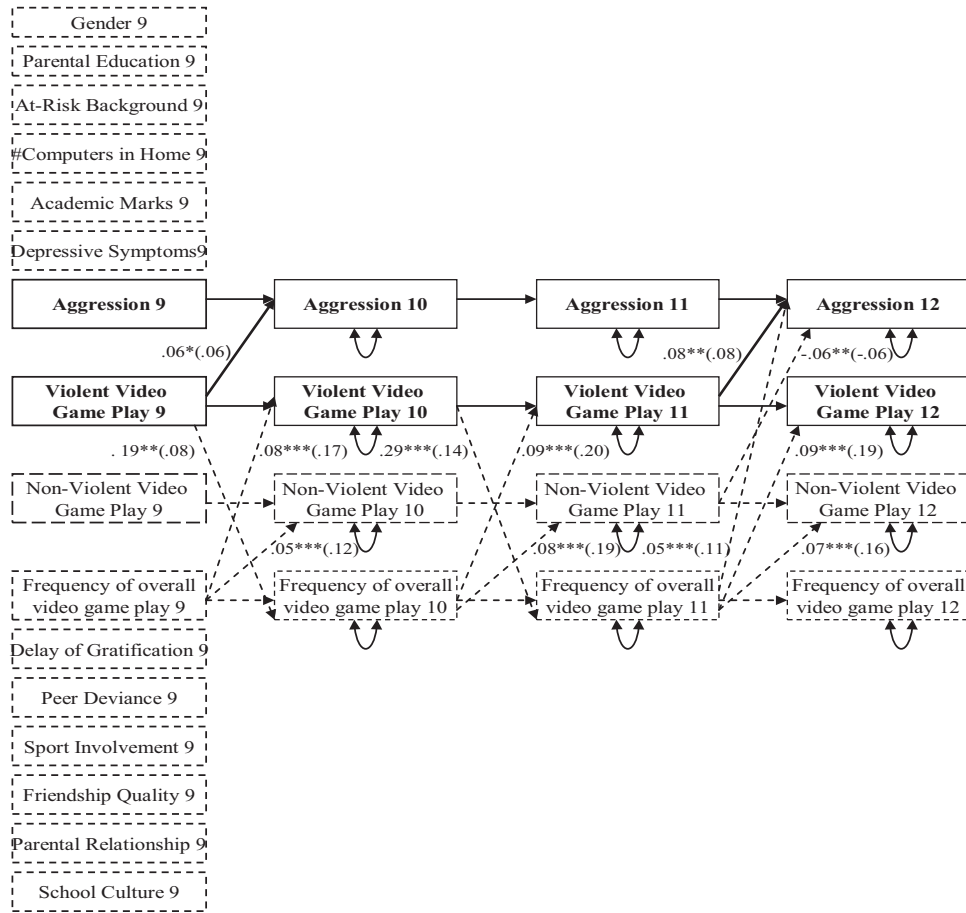 Gender 9
Parental Education 9
At-Risk Background 9
#Computers in Home 9
Academic Marks 9
Depressive Symptoms9
Aggression 9
Aggression 10
Aggression 11
Aggression 12
.06*(.06)
.08**(.08)
-.06**(-.06)
Violent Video
Game Play 9
Violent Video
Game Play 10
Violent Video
Game Play 11
Violent Video
Game Play 12
. 19**(.08)
.08***(.17)
.29***(.14)
.09***(.20)
.09***(.19)
Non-Violent Video
Game Play 9
Non-Violent Video
Game Play 10
Non-Violent Video
Game Play 11
Non-Violent Video
Game Play 12
.05***(.12)
.08***(.19)
.05***(.11)
.07***(.16)
Frequency of overall
video game play 9
Frequency of overall
video game play 10
Frequency of overall
video game play 11
Frequency of overall
video game play 12
Delay of Gratification 9
Peer Deviance 9
Sport Involvement 9
Friendship Quality 9
Parental Relationship 9
School Culture 9